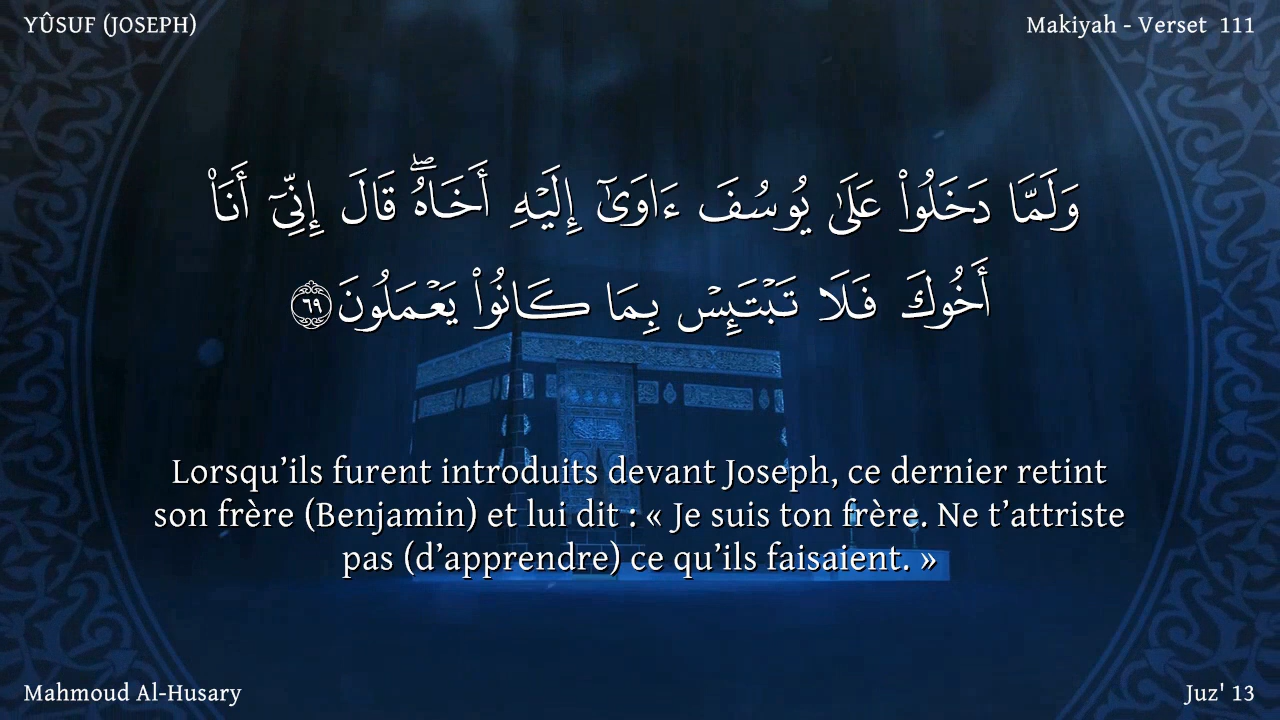 YÛSUF (JOSEPH)
Makiyah - Verset 111
وَلَمَّا دَخَلُوا۟ عَلَىٰ يُوسُفَ ءَاوَىٰٓ إِلَيْهِ أَخَاهُ ۖ قَالَ إِنِّىٓ أَنَا۠
أَخُوكَ فَلَا تَبْتَئِسْ بِمَا كَانُوا۟ يَعْمَلُونَ ٦٩
Lorsqu’ils furent introduits devant Joseph, ce dernier retint
son frère (Benjamin) et lui dit : « Je suis ton frère. Ne t’attriste
pas (d’apprendre) ce qu’ils faisaient. »
Mahmoud Al-Husary
Juz' 13